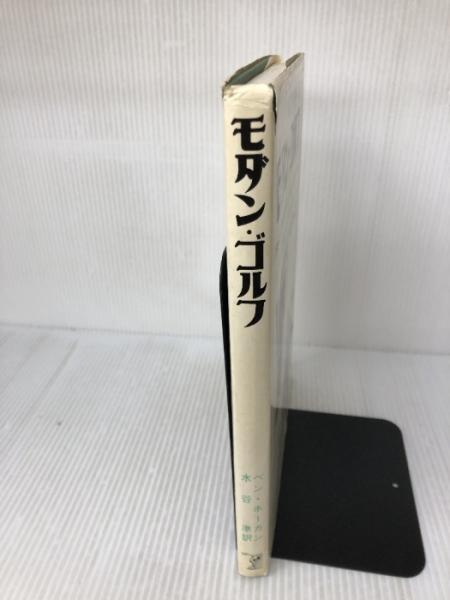 モダン・ゴルフ
ベン・ホーガン
水谷 準訳